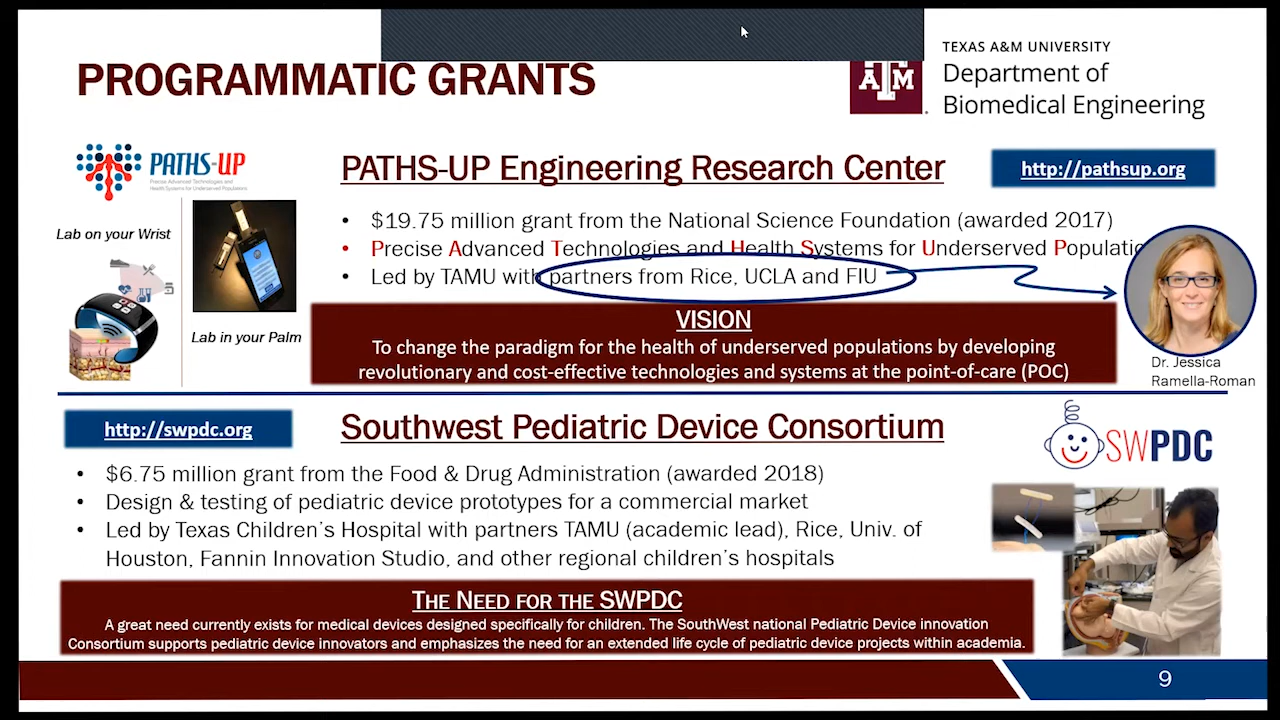 PROGRAMMATIC GRANTS
A M
TEXAS A&M UNIVERSITY
Department of
Biomedical Engineering
PATHS-UP
Precise Advanced Technologies and
Health Systems for Underserved Populations
Lab on your Wrist
Lab in your Palm
PATHS-UP Engineering Research Center
http://pathsup.org
• $19.75 million grant from the National Science Foundation (awarded 2017)
• Precise Advanced Technologies and Health Systems for Underserved
• Led by TAMU with partners from Rice, UCLA and FIU
VISION
To change the paradigm for the health of underserved populations by developing
revolutionary and cost-effective technologies and systems at the point-of-care (POC)
Dr. Jessica
Ramella-Roman
http://swpdc.org
Southwest Pediatric Device Consortium
SWPDC
• $6.75 million grant from the Food & Drug Administration (awarded 2018)
• Design & testing of pediatric device prototypes for a commercial market
• Led by Texas Children's Hospital with partners TAMU (academic lead), Rice, Univ. of
Houston, Fannin Innovation Studio, and other regional children's hospitals
THE NEED FOR THE SWPDC
A great need currently exists for medical devices designed specifically for children. The SouthWest national Pediatric Device innovation
Consortium supports pediatric device innovators and emphasizes the need for an extended life cycle of pediatric device projects within academia.
9